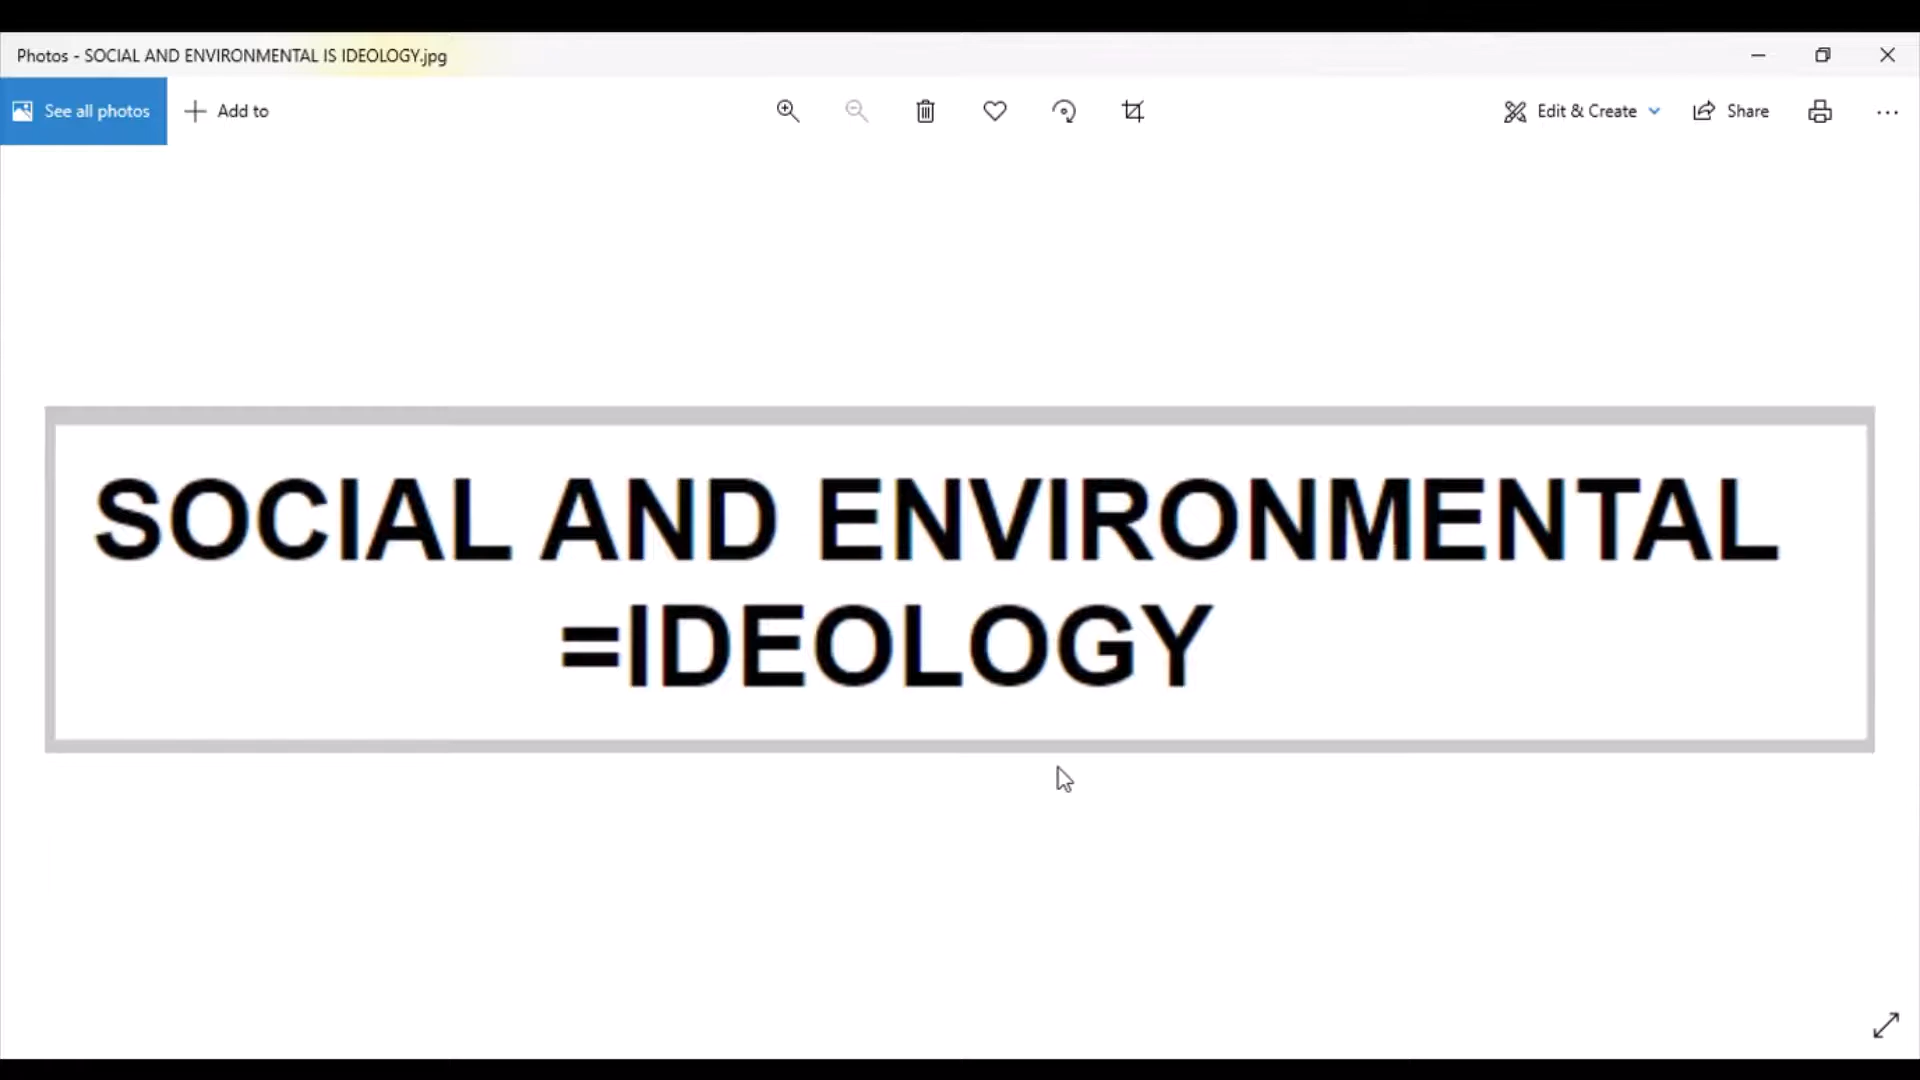 Photos - SOCIAL AND ENVIRONMENTAL IS IDEOLOGY.jpg
See all photos
Add to
Edit & Create
Share
SOCIAL AND ENVIRONMENTAL
=IDEOLOGY